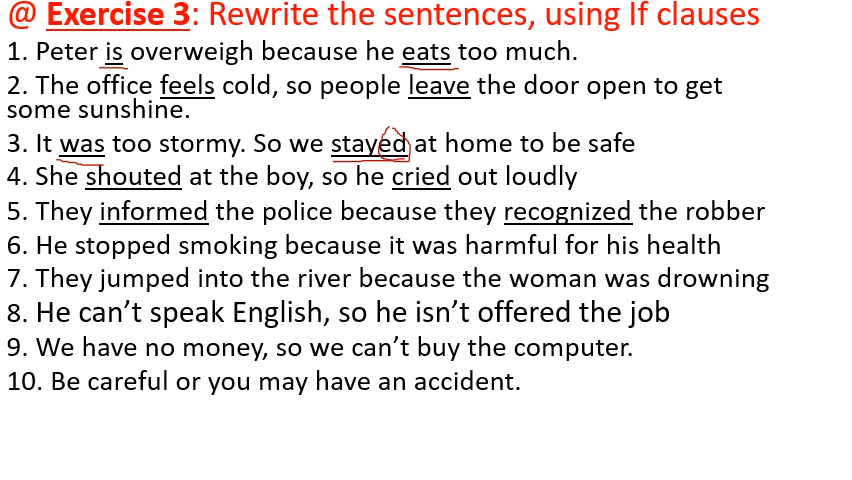 @ Exercise 3: Rewrite the sentences, using If clauses
1. Peter is overweigh because he eats too much.
2. The office feels cold, so people leave the door open to get
some sunshine.
3. It was too stormy. So we stayed at home to be safe
4. She shouted at the boy, so he cried out loudly
5. They informed the police because they recognized the robber
6. He stopped smoking because it was harmful for his health
7. They jumped into the river because the woman was drowning
8. He can’t speak English, so he isn’t offered the job
9. We have no money, so we can’t buy the computer.
10. Be careful or you may have an accident.